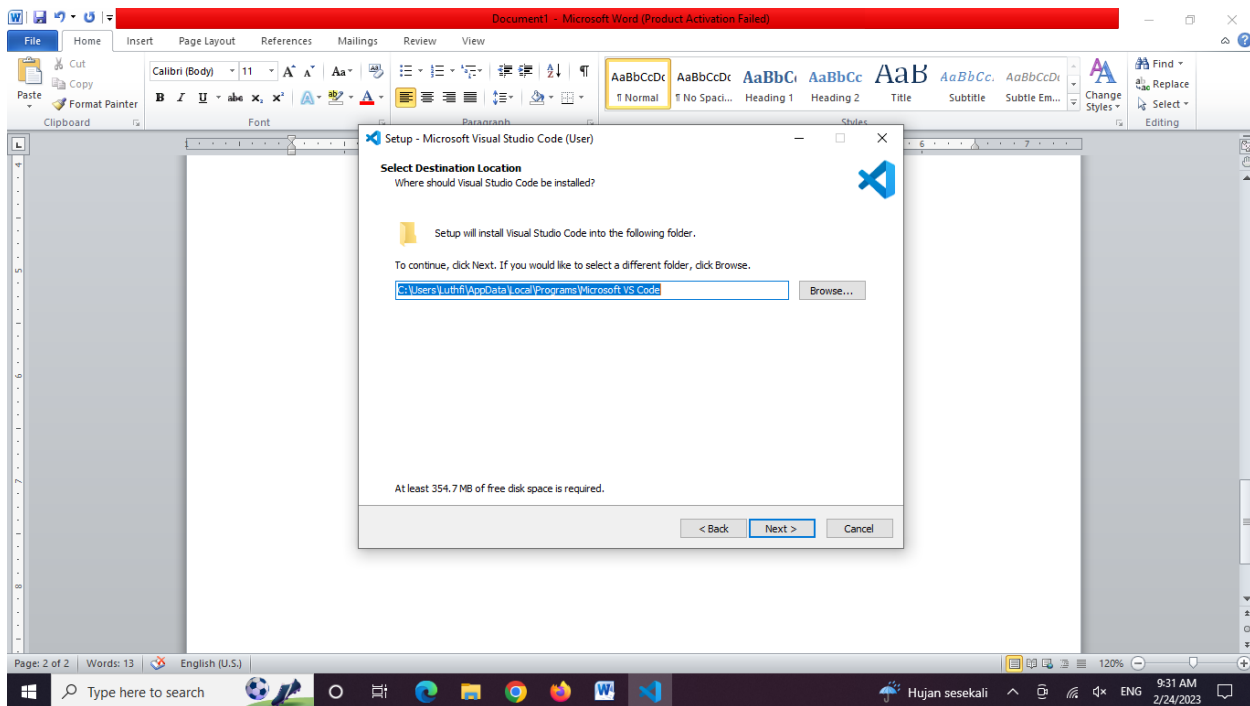 Document1 - Microsoft Word (Product Activation Failed)
File Home Insert Page Layout References Mailings Review View
Cut
Copy
Format Painter
Paste
Clipboard
Calibri (Body) 11
Aa
B I U abc x₂ x²
Font
Paragraph
AaBbCcDc AaBbCcDc AaBbC AaBbCc AaB AaBbCc. AaBbCcDi
¶ Normal ¶ No Spaci... Heading 1 Heading 2 Title Subtitle Subtle Em...
Change
Styles
Styles
Find
Replace
Select
Editing
6 7
Setup - Microsoft Visual Studio Code (User)
Select Destination Location
Where should Visual Studio Code be installed?
Setup will install Visual Studio Code into the following folder.
To continue, click Next. If you would like to select a different folder, click Browse.
C:\Users\Luthfi\AppData\Local\Programs\Microsoft VS Code
Browse...
At least 354.7 MB of free disk space is required.
< Back Next > Cancel
Page: 2 of 2 Words: 13 English (U.S.) 120%
Type here to search
Hujan sesekali ENG
9:31 AM
2/24/2023